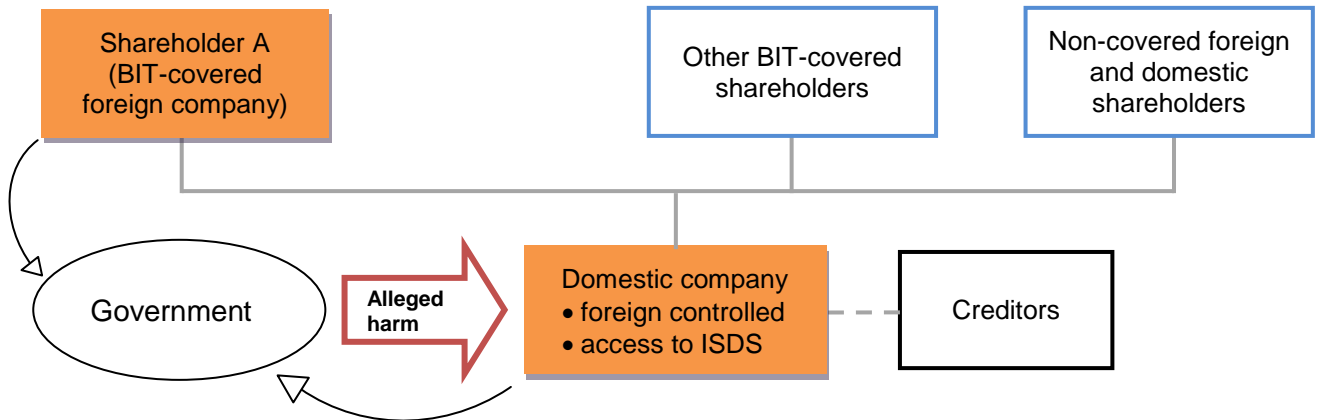 Shareholder A
(BIT-covered
foreign company)
Other BIT-covered
shareholders
Non-covered foreign
and domestic
shareholders
Government
Alleged
harm
Domestic company
• foreign controlled
• access to ISDS
Creditors